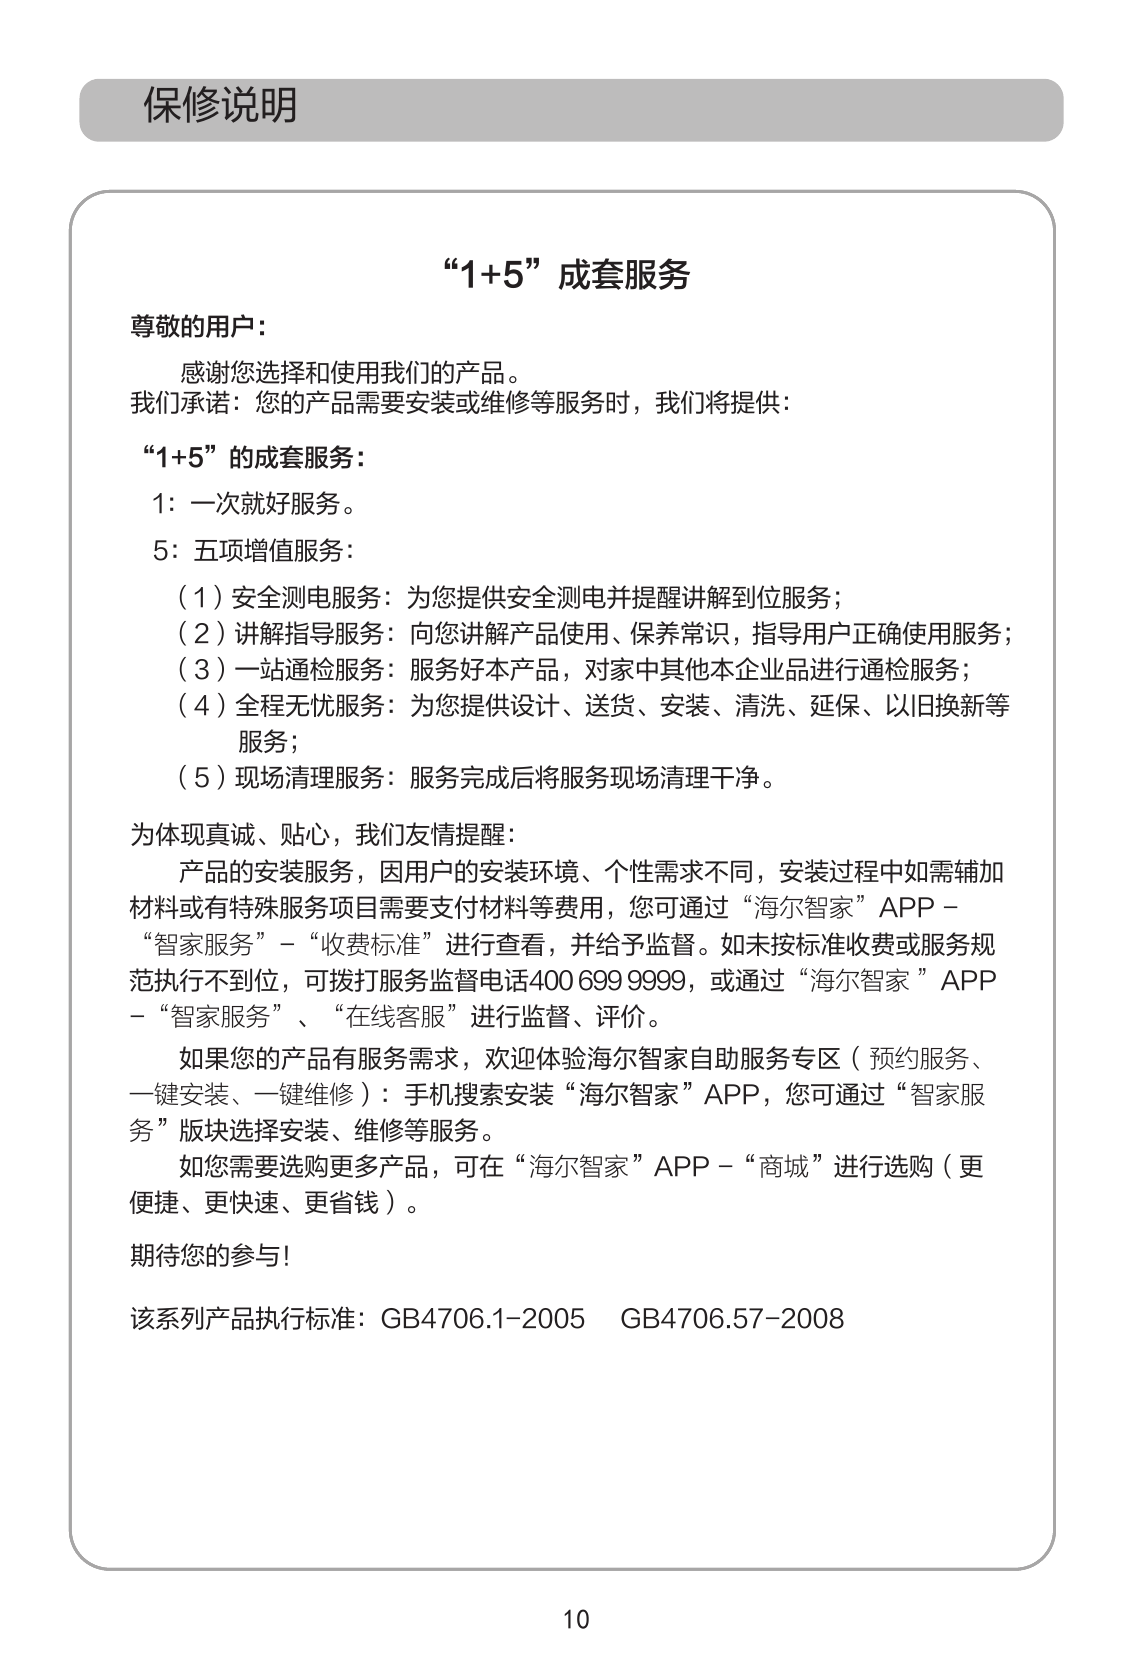 保修说明
“1+5”成套服务
尊敬的用户：
感谢您选择和使用我们的产品。
我们承诺：您的产品需要安装或维修等服务时，我们将提供：
“1+5”的成套服务：
1：一次就好服务。
5：五项增值服务：
（1）安全测电服务：为您提供安全测电并提醒讲解到位服务；
（2）讲解指导服务：向您讲解产品使用、保养常识，指导用户正确使用服务；
（3）一站通检服务：服务好本产品，对家中其他本企业品进行通检服务；
（4）全程无忧服务：为您提供设计、送货、安装、清洗、延保、以旧换新等
服务；
（5）现场清理服务：服务完成后将服务现场清理干净。
为体现真诚、贴心，我们友情提醒：
产品的安装服务，因用户的安装环境、个性需求不同，安装过程中如需辅加
材料或有特殊服务项目需要支付材料等费用，您可通过“海尔智家”APP－
“智家服务”－“收费标准”进行查看，并给予监督。如未按标准收费或服务规
范执行不到位，可拨打服务监督电话400 699 9999，或通过“海尔智家 ”APP
－“智家服务”、“在线客服”进行监督、评价。
如果您的产品有服务需求，欢迎体验海尔智家自助服务专区（预约服务、
一键安装、一键维修）：手机搜索安装“海尔智家”APP，您可通过“智家服
务”版块选择安装、维修等服务。
如您需要选购更多产品，可在“海尔智家”APP－“商城”进行选购（更
便捷、更快速、更省钱）。
期待您的参与！
该系列产品执行标准：GB4706.1－2005 GB4706.57－2008
10